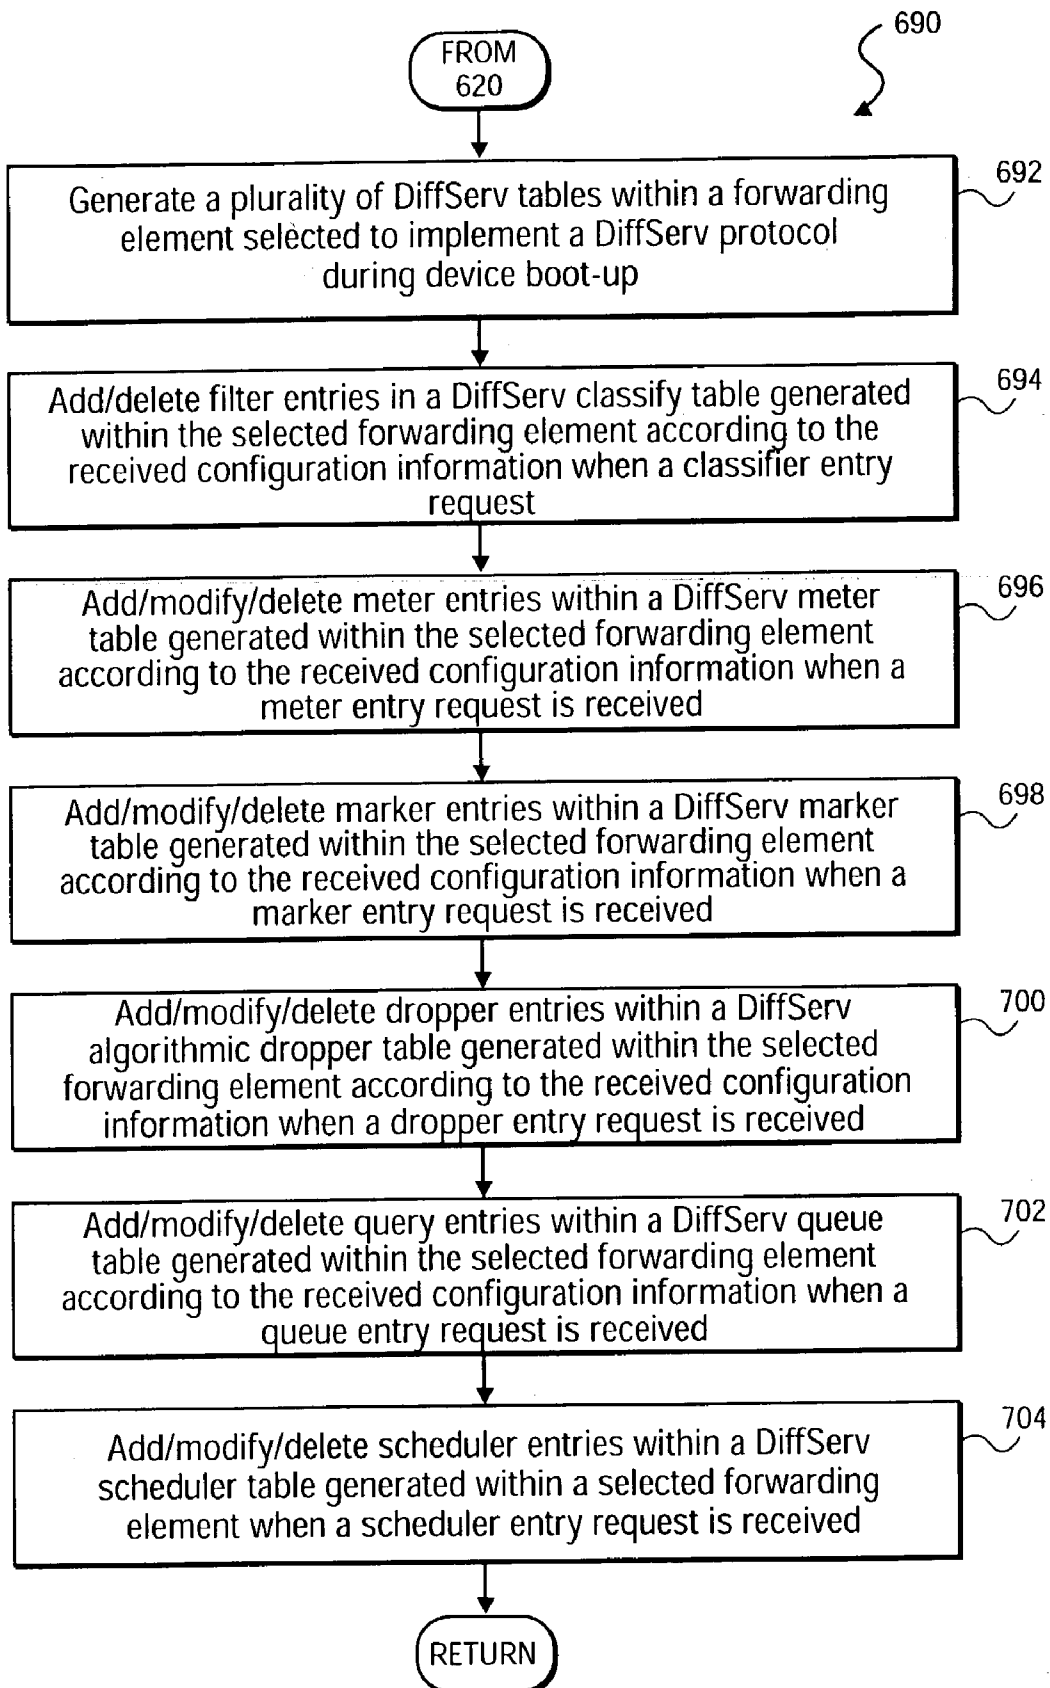 690
FROM
620
692
Generate a plurality of DiffServ tables within a forwarding
element selected to implement a DiffServ protocol
during device boot-up
694
Add/delete filter entries in a DiffServ classify table generated
within the selected forwarding element according to the
received configuration information when a classifier entry
request
696
Add/modify/delete meter entries within a DiffServ meter
table generated within the selected forwarding element
according to the received configuration information when a
meter entry request is received
698
Add/modify/delete marker entries within a DiffServ marker
table generated within the selected forwarding element
according to the received configuration information when a
marker entry request is received
700
Add/modify/delete dropper entries within a DiffServ
algorithmic dropper table generated within the selected
forwarding element according to the received configuration
information when a dropper entry request is received
702
Add/modify/delete query entries within a DiffServ queue
table generated within the selected forwarding element
according to the received configuration information when a
queue entry request is received
704
Add/modify/delete scheduler entries within a DiffServ
scheduler table generated within a selected forwarding
element when a scheduler entry request is received
RETURN